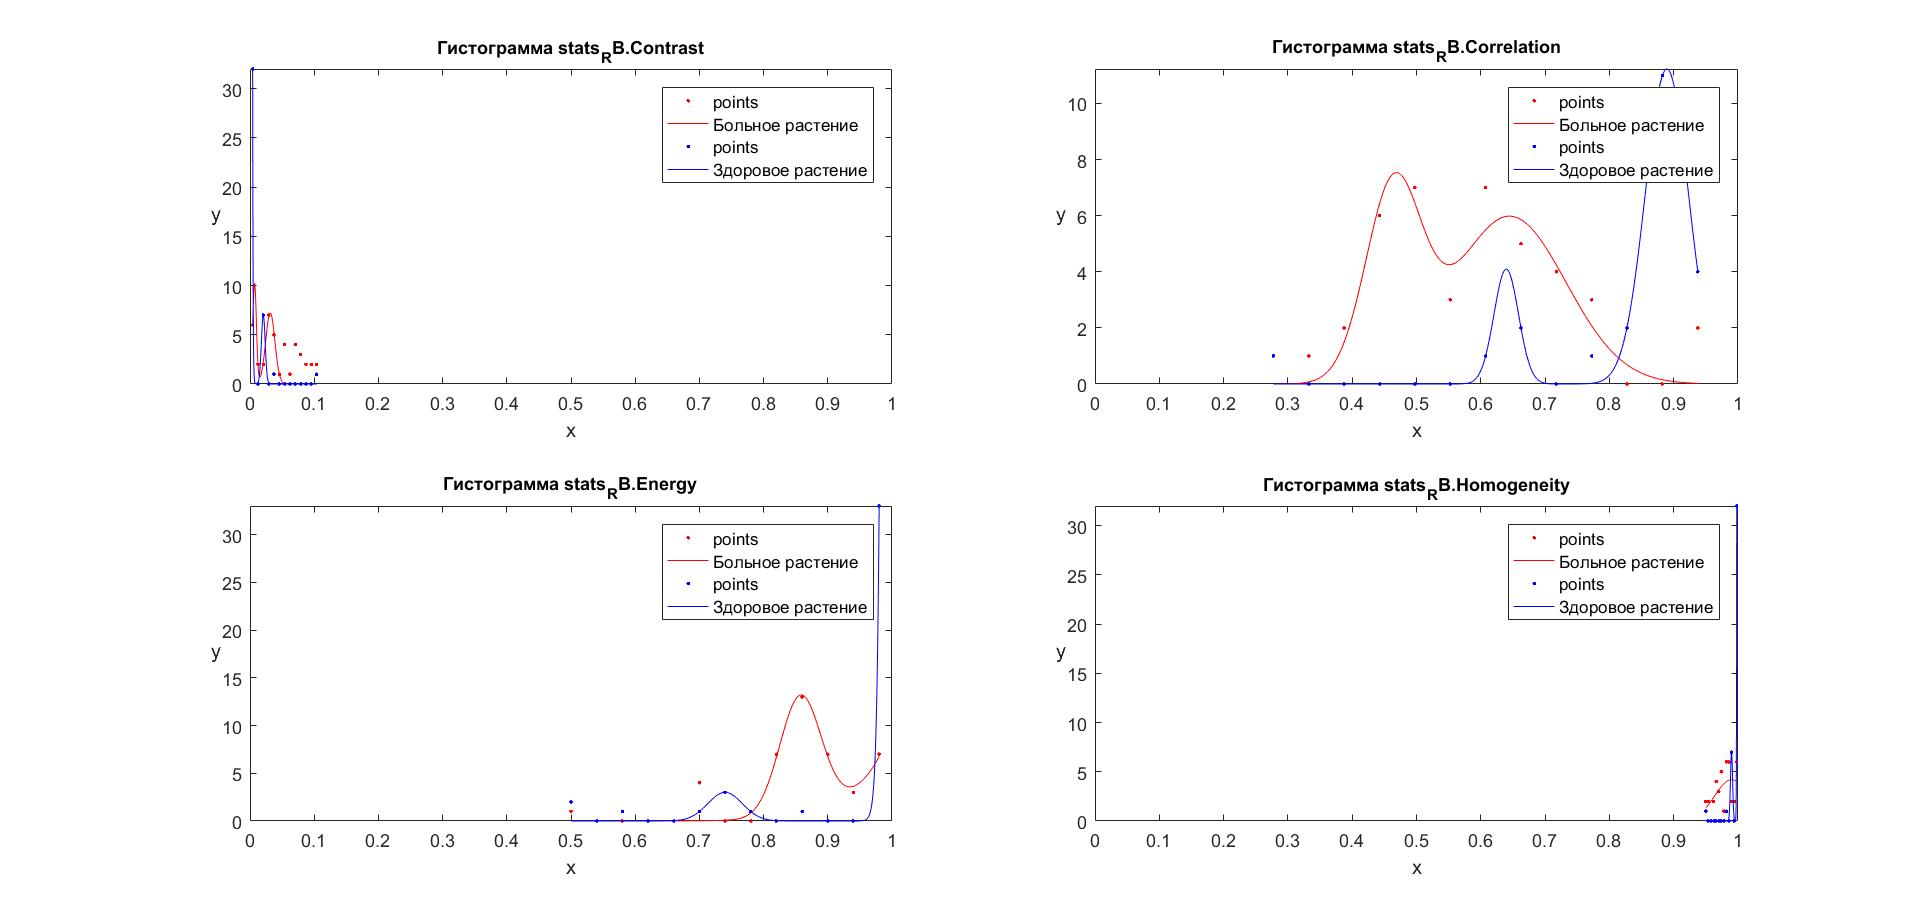 Гистограмма stats_RB.Contrast
30
25
20
15
10
5
0
y
0 0.1 0.2 0.3 0.4 0.5 0.6 0.7 0.8 0.9 1
x
points
Больное растение
points
Здоровое растение
Гистограмма stats_RB.Correlation
10
8
6
4
2
0
y
0 0.1 0.2 0.3 0.4 0.5 0.6 0.7 0.8 0.9 1
x
points
Больное растение
points
Здоровое растение
Гистограмма stats_RB.Energy
30
25
20
15
10
5
0
y
0 0.1 0.2 0.3 0.4 0.5 0.6 0.7 0.8 0.9 1
x
points
Больное растение
points
Здоровое растение
Гистограмма stats_RB.Homogeneity
30
25
20
15
10
5
0
y
0 0.1 0.2 0.3 0.4 0.5 0.6 0.7 0.8 0.9 1
x
points
Больное растение
points
Здоровое растение